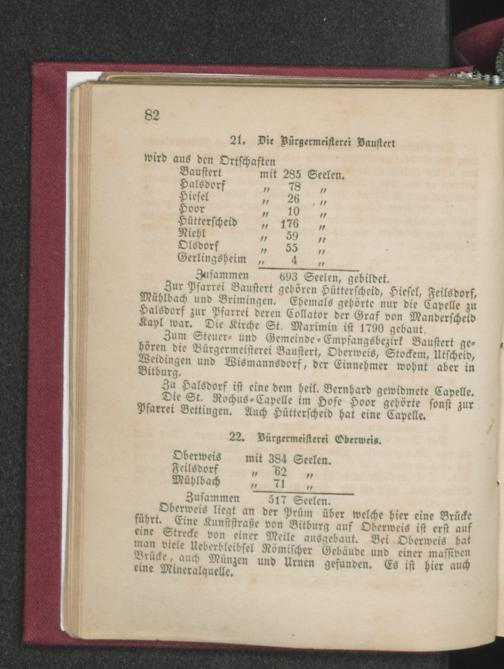 82
21. Die Bürgermeisterei Baustert
wird aus den Ortschaften
Baustert mit 285 Seelen.
Halsdorf „ 78 „
Hiesel „ 26 „
Hoor „ 10 „
Hütterscheid „ 176 „
Niehl „ 59 „
Olsdorf „ 55 „
Gerlingsheim „ 4 „
Zusammen 693 Seelen, gebildet.
Zur Pfarrei Baustert gehören Hütterscheid, Hiesel, Feilsdorf,
Mühlbach und Brimingen. Ehemals gehörte nur die Capelle zu
Halsdorf zur Pfarrei deren Collator der Graf von Manderscheid
Kayl war. Die Kirche St. Maximin ist 1790 gebaut.
Zum Steuer- und Gemeinde-Empfangsbezirk Baustert ge-
hören die Bürgermeisterei Baustert, Oberweis, Stockem, Utscheid,
Weidingen und Wismannsdorf, der Einnehmer wohnt aber in
Bitburg.
Zu Halsdorf ist eine dem heil. Bernhard gewidmete Capelle.
Die St. Rochus-Capelle im Hofe Hoor gehörte sonst zur
Pfarrei Bettingen. Auch Hütterscheid hat eine Capelle.
22. Bürgermeisterei Oberweis.
Oberweis mit 384 Seelen.
Feilsdorf „ 62 „
Mühlbach „ 71 „
Zusammen 517 Seelen.
Oberweis liegt an der Prüm über welche hier eine Brücke
führt. Eine Kunststraße von Bitburg auf Oberweis ist erst auf
eine Strecke von einer Meile ausgebaut. Bei Oberweis hat
man viele Ueberbleibsel Römischer Gebäude und einer massiven
Brücke, auch Münzen und Urnen gefunden. Es ist hier auch
eine Mineralquelle.